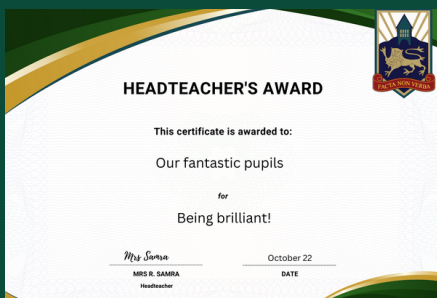 HEADTEACHER'S AWARD
FACTA NON VERBA
This certificate is awarded to:
Our fantastic pupils
for
Being brilliant!
Mrs Samra
October 22
MRS R. SAMRA
DATE
Headteacher